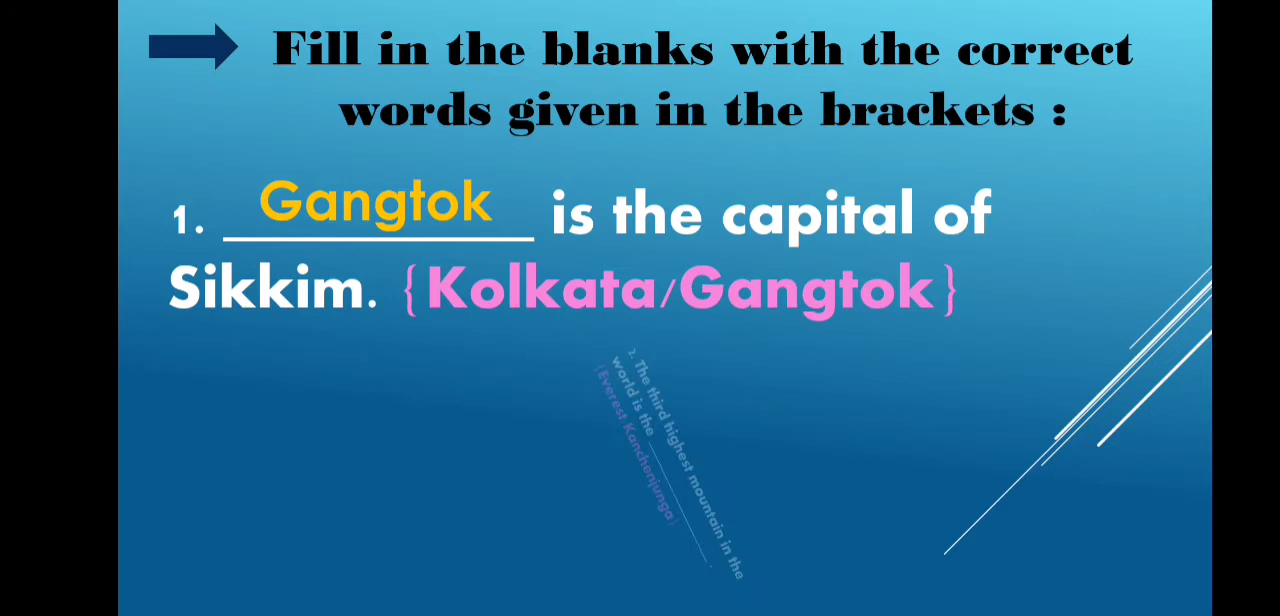 Fill in the blanks with the correct
words given in the brackets :
1. Gangtok is the capital of
Sikkim. {Kolkata/Gangtok}
2. The third highest mountain in the
world is the ____________.
{Everest Kanchenjunga}